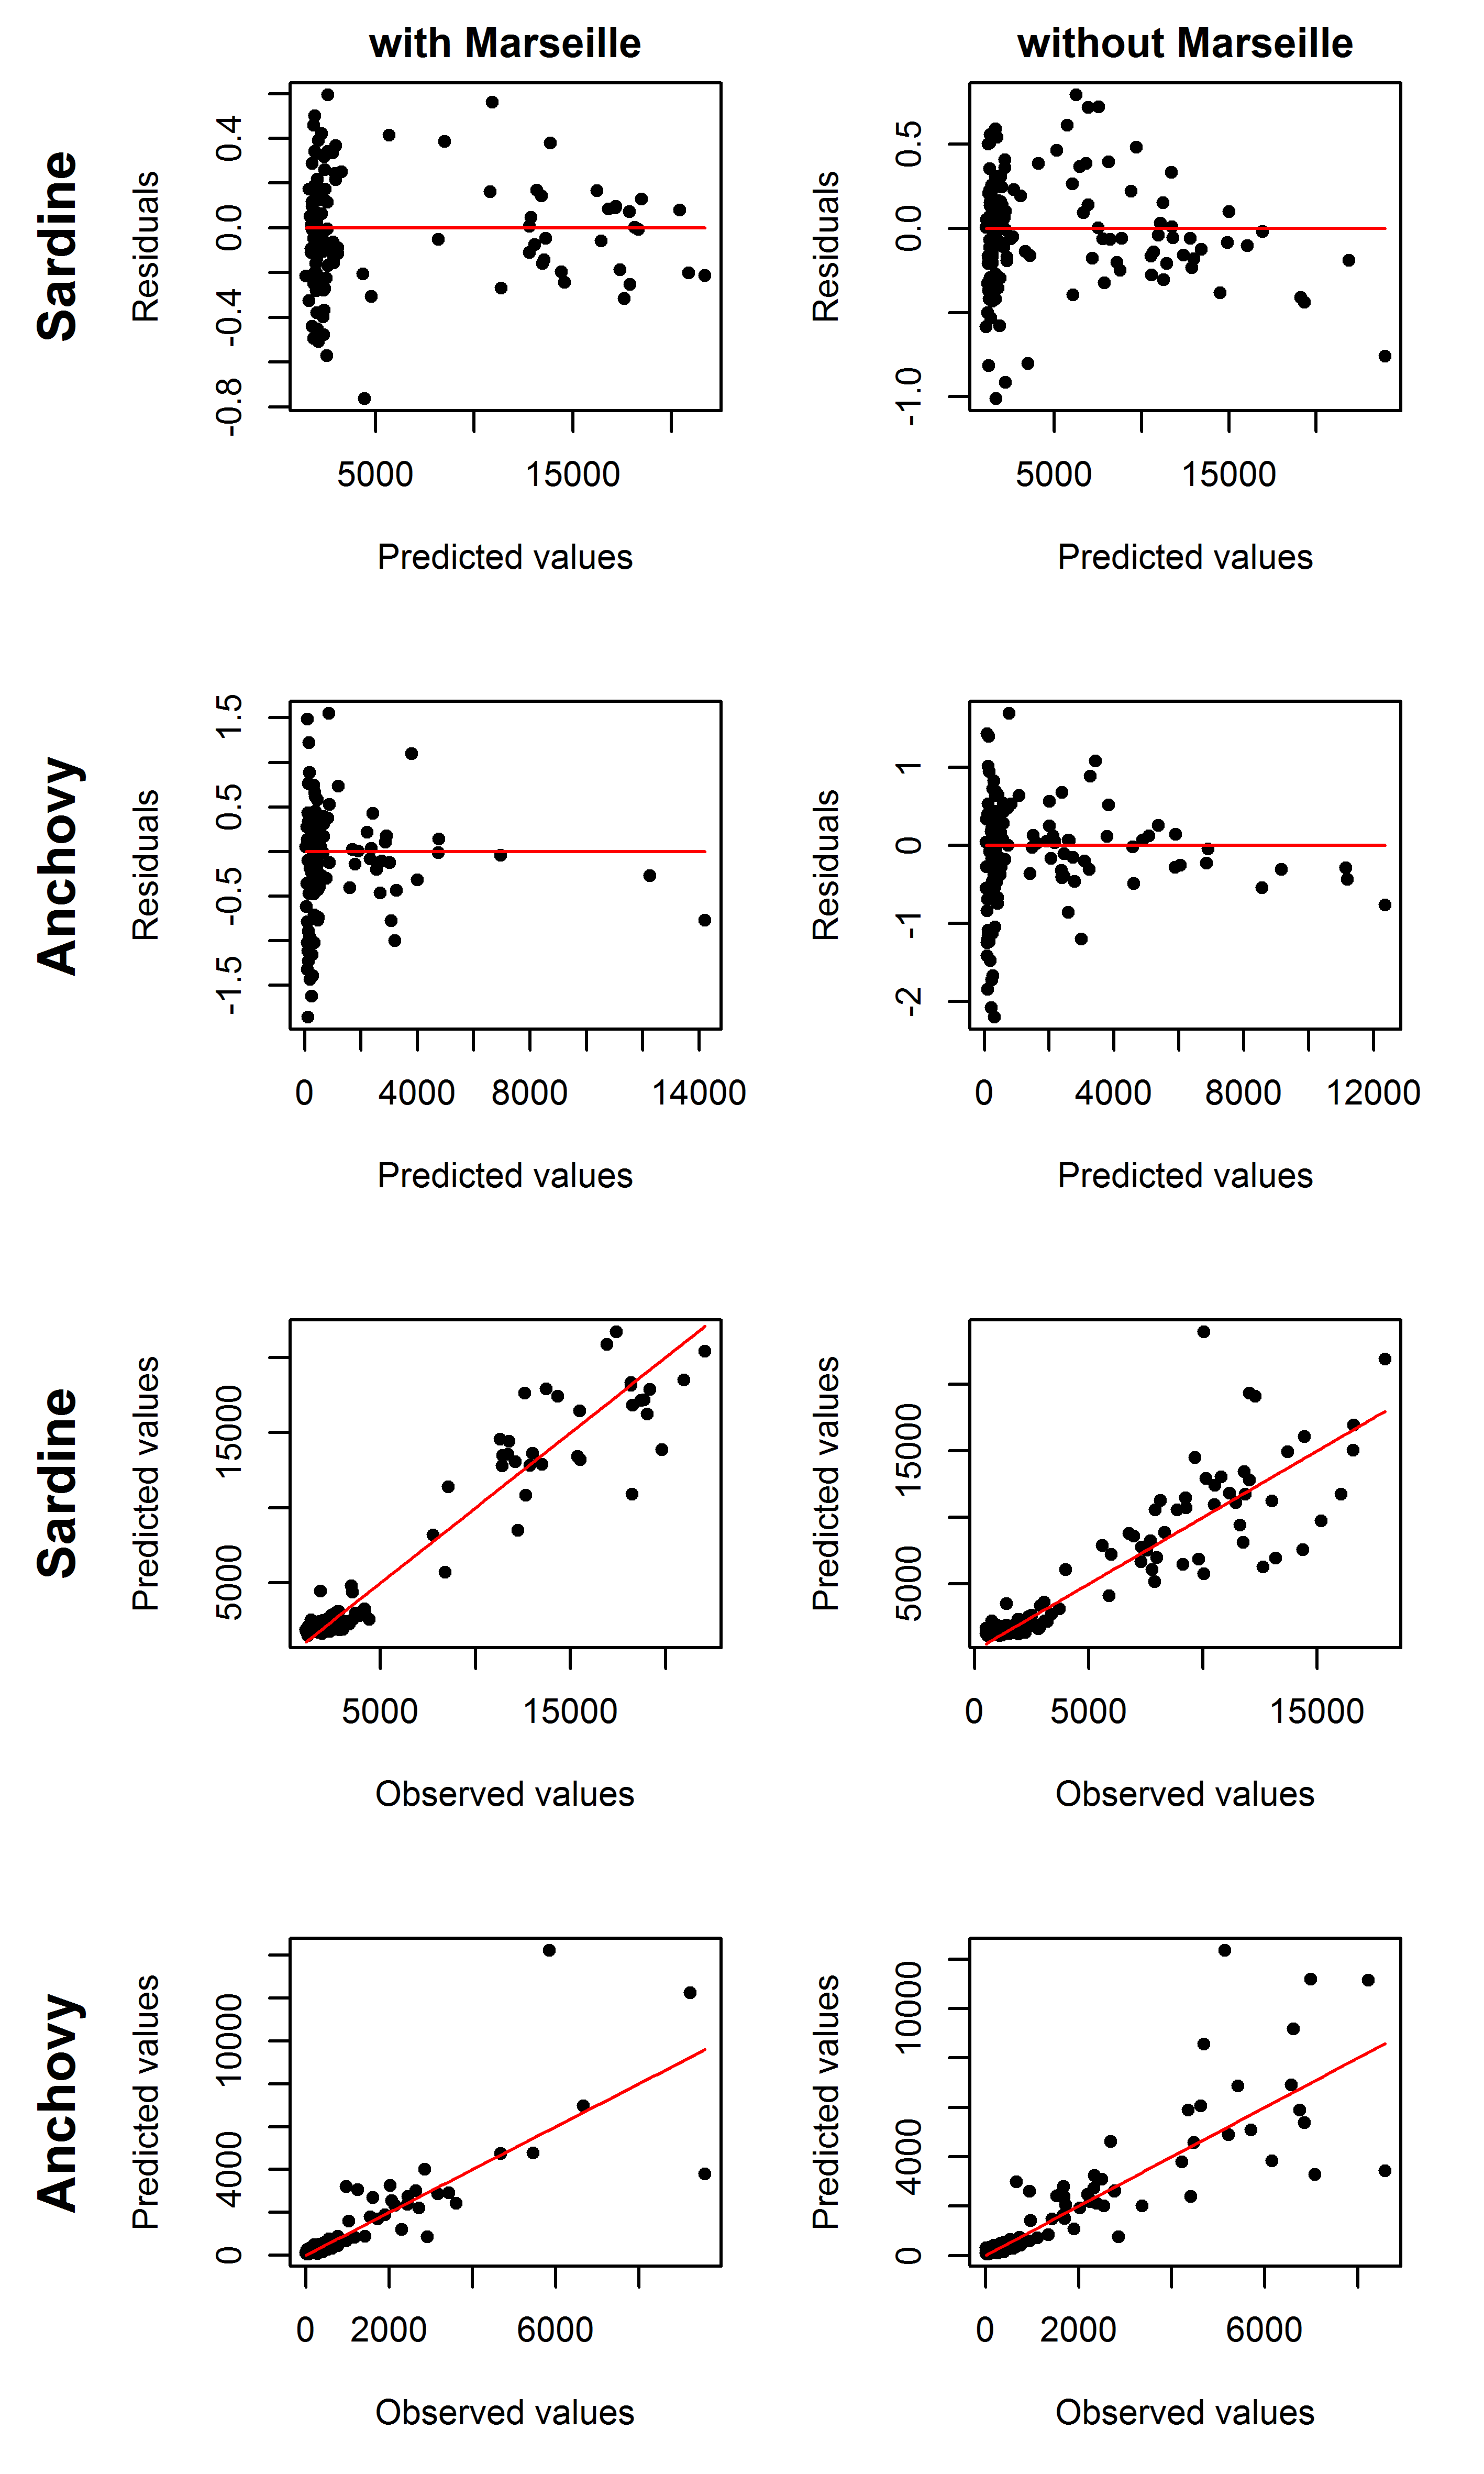 with Marseille
without Marseille
Sardine
Residuals
-0.8 -0.4 0.0 0.4
5000 15000
Predicted values
Residuals
-1.0 0.0 0.5
5000 15000
Predicted values
Anchovy
Residuals
-1.5 -0.5 0.5 1.5
0 4000 8000 14000
Predicted values
Residuals
-2 -1 0 1
0 4000 8000 12000
Predicted values
Sardine
Predicted values
5000 15000
5000 15000
Observed values
Predicted values
5000 15000
0 5000 15000
Observed values
Anchovy
Predicted values
0 4000 10000
0 2000 6000
Observed values
Predicted values
0 4000 10000
0 2000 6000
Observed values